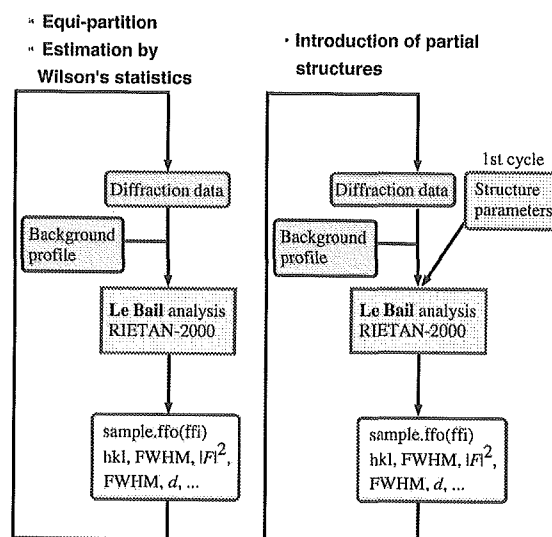 Equi-partition
Estimation by
Wilson's statistics
Diffraction data
Background
profile
Le Bail analysis
RIETAN-2000
sample.ffo(ffi)
hkl, FWHM, |F|²,
FWHM, d, ...
· Introduction of partial
structures
1st cycle
Diffraction data
Structure
parameters
Background
profile
Le Bail analysis
RIETAN-2000
sample.ffo(ffi)
hkl, FWHM, |F|²,
FWHM, d, ...